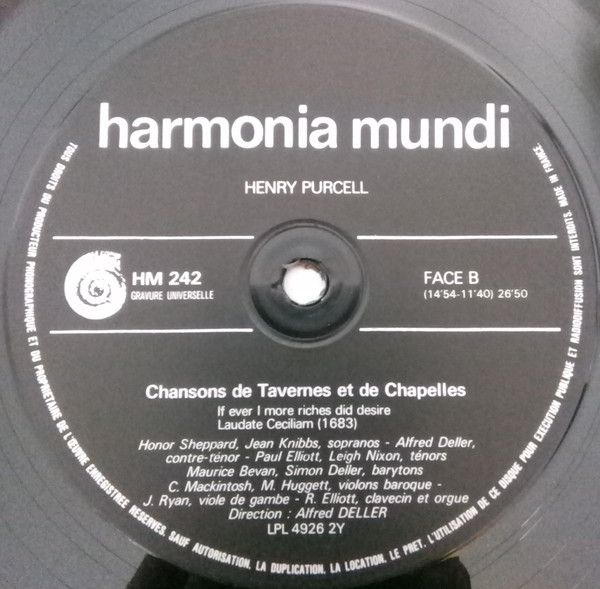 harmonia mundi
HENRY PURCELL
HM 242
GRAVURE UNIVERSELLE
FACE B
(14'54-11'40) 26'50
Chansons de Tavernes et de Chapelles
If ever I more riches did desire
Laudate Ceciliam (1683)
Honor Sheppard, Jean Knibbs, sopranos - Alfred Deller,
contre-ténor - Paul Elliott, Leigh Nixon, ténors
Maurice Bevan, Simon Deller, barytons
C. Mackintosh, M. Huggett, violons baroque -
J. Ryan, viole de gambe - R. Elliott, clavecin et orgue
Direction : Alfred DELLER
LPL 4926 2Y
TOUS DROITS DU PRODUCTEUR PHONOGRAPHIQUE ET DU PROPRIETAIRE DE L'ŒUVRE ENREGISTREE RESERVES. SAUF AUTORISATION. LA DUPLICATION. LA LOCATION. LE PRET. L'UTILISATION DE CE DISQUE POUR EXECUTION PUBLIQUE ET RADIODIFFUSION SONT INTERDITS. MADE IN FRANCE.